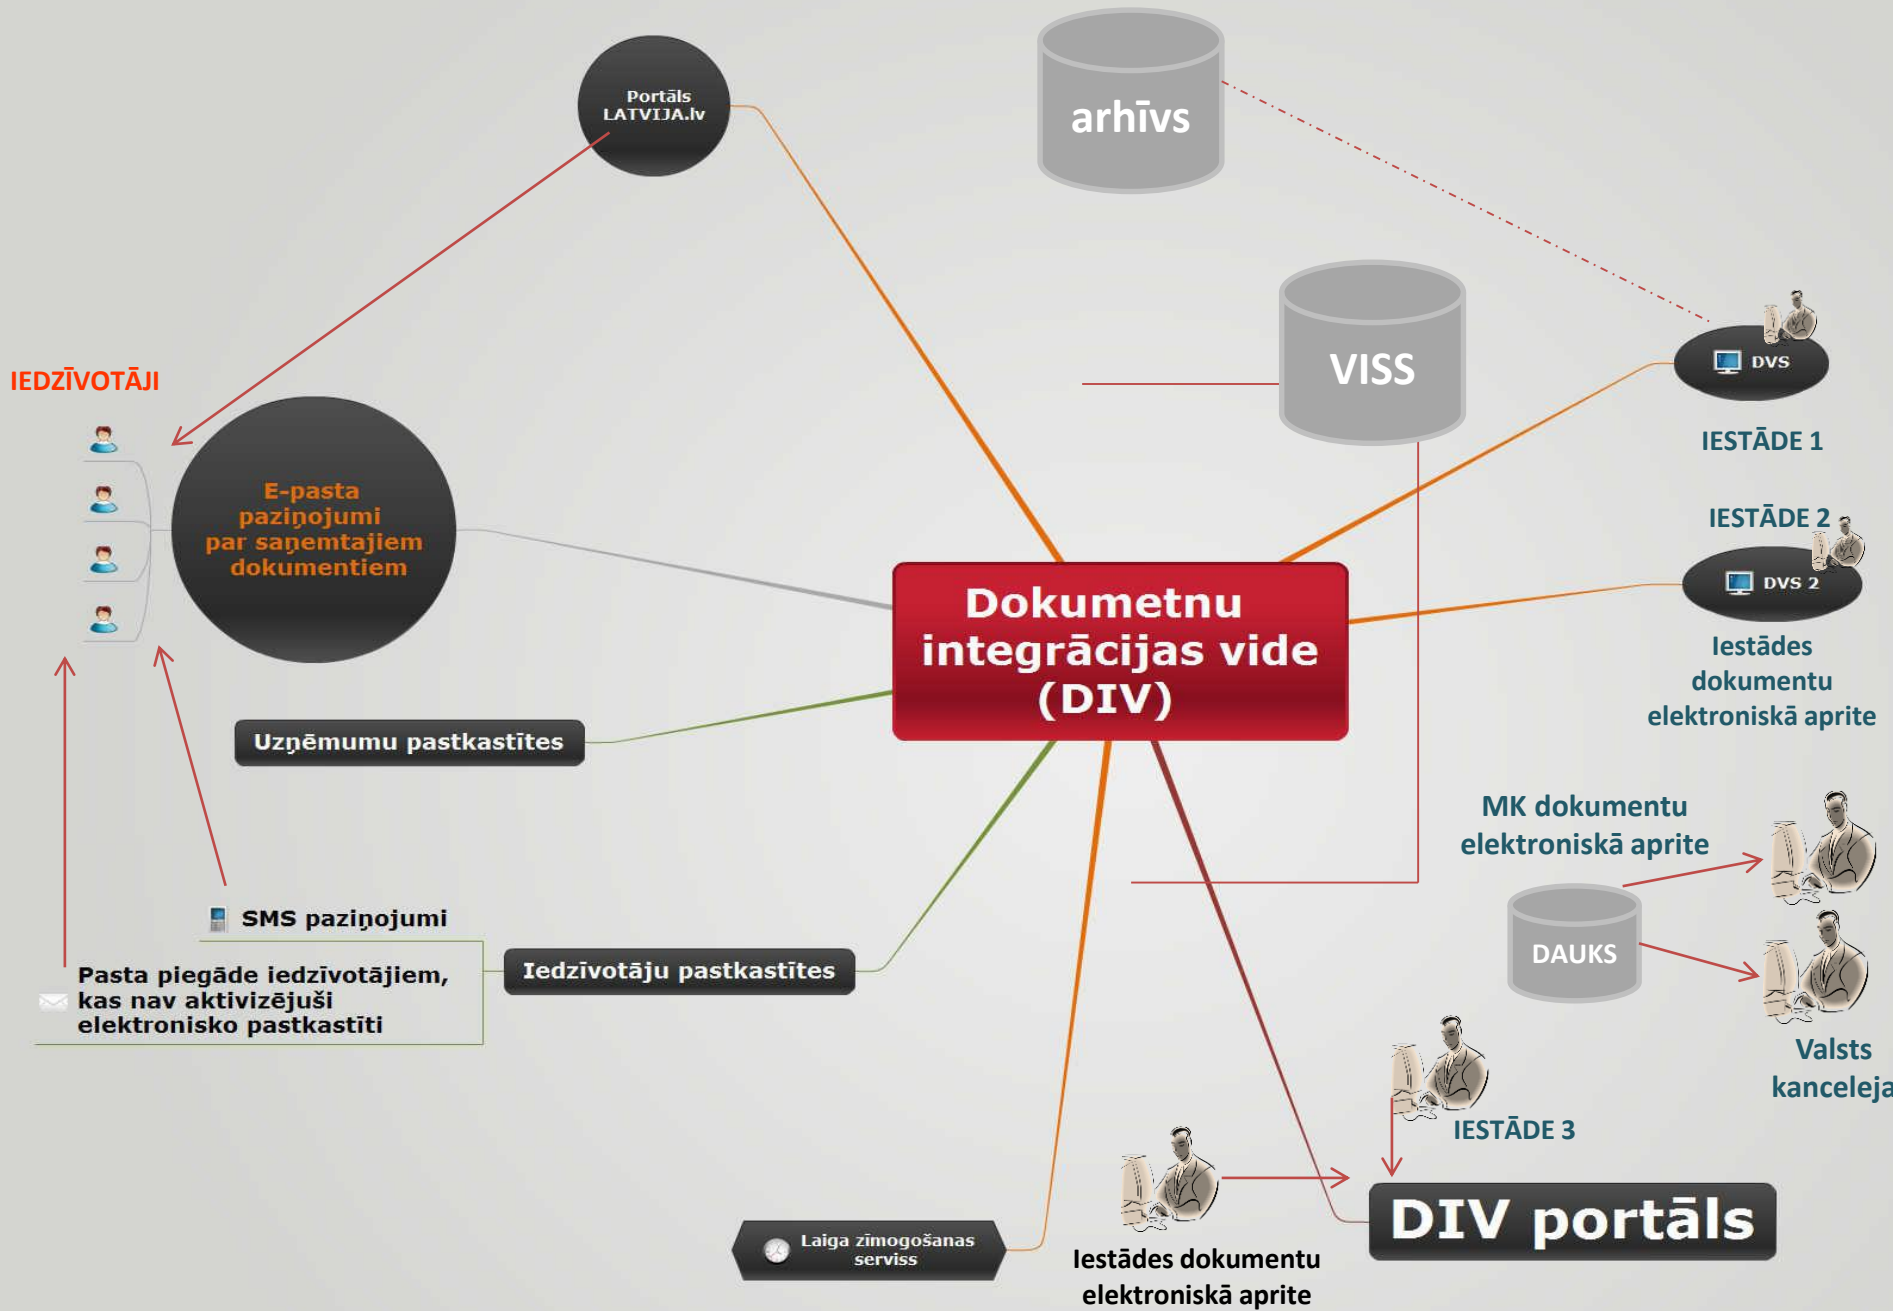 Portāls
LATVIJA.lv
arhīvs
VISS
DVS
IESTĀDE 1
IEDZĪVOTĀJI
E-pasta
paziņojumi
par saņemtajiem
dokumentiem
IESTĀDE 2
DVS 2
Iestādes
dokumentu
elektroniskā aprite
Dokumetnu
integrācijas vide
(DIV)
Uzņēmumu pastkastītes
MK dokumentu
elektroniskā aprite
DAUKS
Valsts
kanceleja
SMS paziņojumi
Pasta piegāde iedzīvotājiem,
kas nav aktivizējuši
elektronisko pastkastīti
Iedzīvotāju pastkastītes
IESTĀDE 3
DIV portāls
Laiga zīmogošanas
serviss
Iestādes dokumentu
elektroniskā aprite